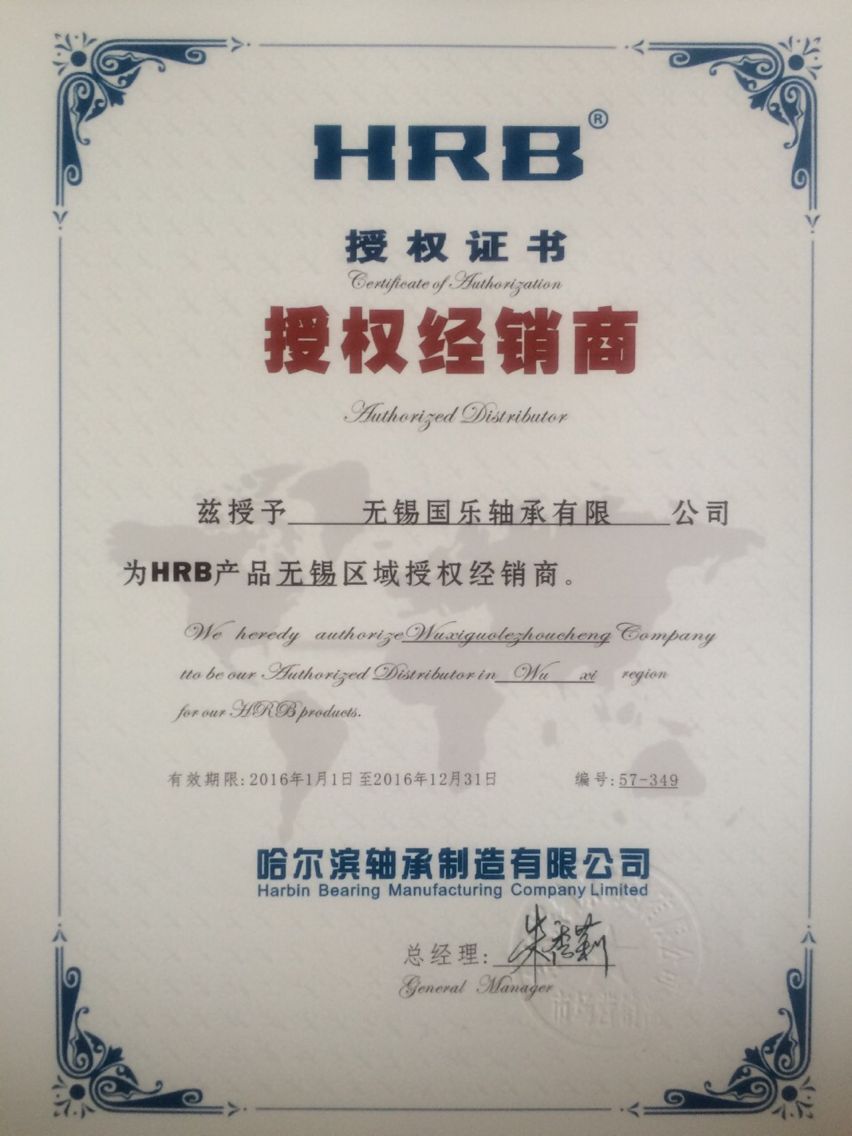 HRB®
授权证书
Certificate of Authorization
授权经销商
Authorized Distributor
兹授予 无锡国乐轴承有限 公司
为HRB产品无锡区域授权经销商。
We heredy authorize Wuxiguolezhoucheng Company
tto be our Authorized Distributor in Wu xi region
for our HRB products.
有效期限:2016年1月1日至2016年12月31日 编号:57-349
哈尔滨轴承制造有限公司
Harbin Bearing Manufacturing Company Limited
总经理:
General Manager
市场营销